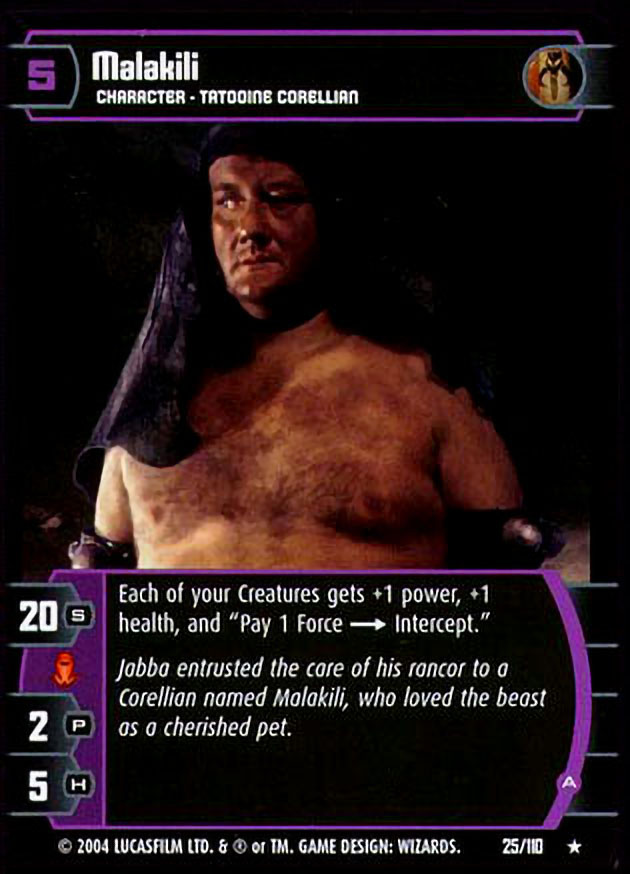 5
Malakili
CHARACTER - TATOOINE CORELLIAN
Each of your Creatures gets +1 power, +1
health, and “Pay 1 Force ⟶ Intercept.”
Jabba entrusted the care of his rancor to a
Corellian named Malakili, who loved the beast
as a cherished pet.
20 S
2 P
5 H
A
© 2004 LUCASFILM LTD. & ® or TM. GAME DESIGN: WIZARDS. 25/110 ★